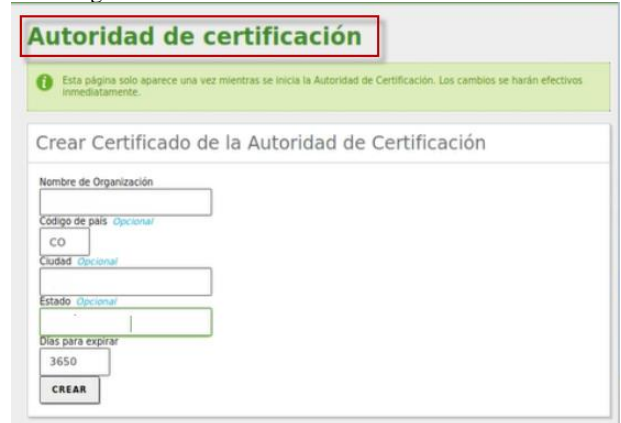 Autoridad de certificación
Esta página solo aparece una vez mientras se inicia la Autoridad de Certificación. Los cambios se harán efectivos
inmediatamente.
Crear Certificado de la Autoridad de Certificación
Nombre de Organización
Código de país Opcional
CO
Ciudad Opcional
Estado Opcional
Días para expirar
3650
CREAR